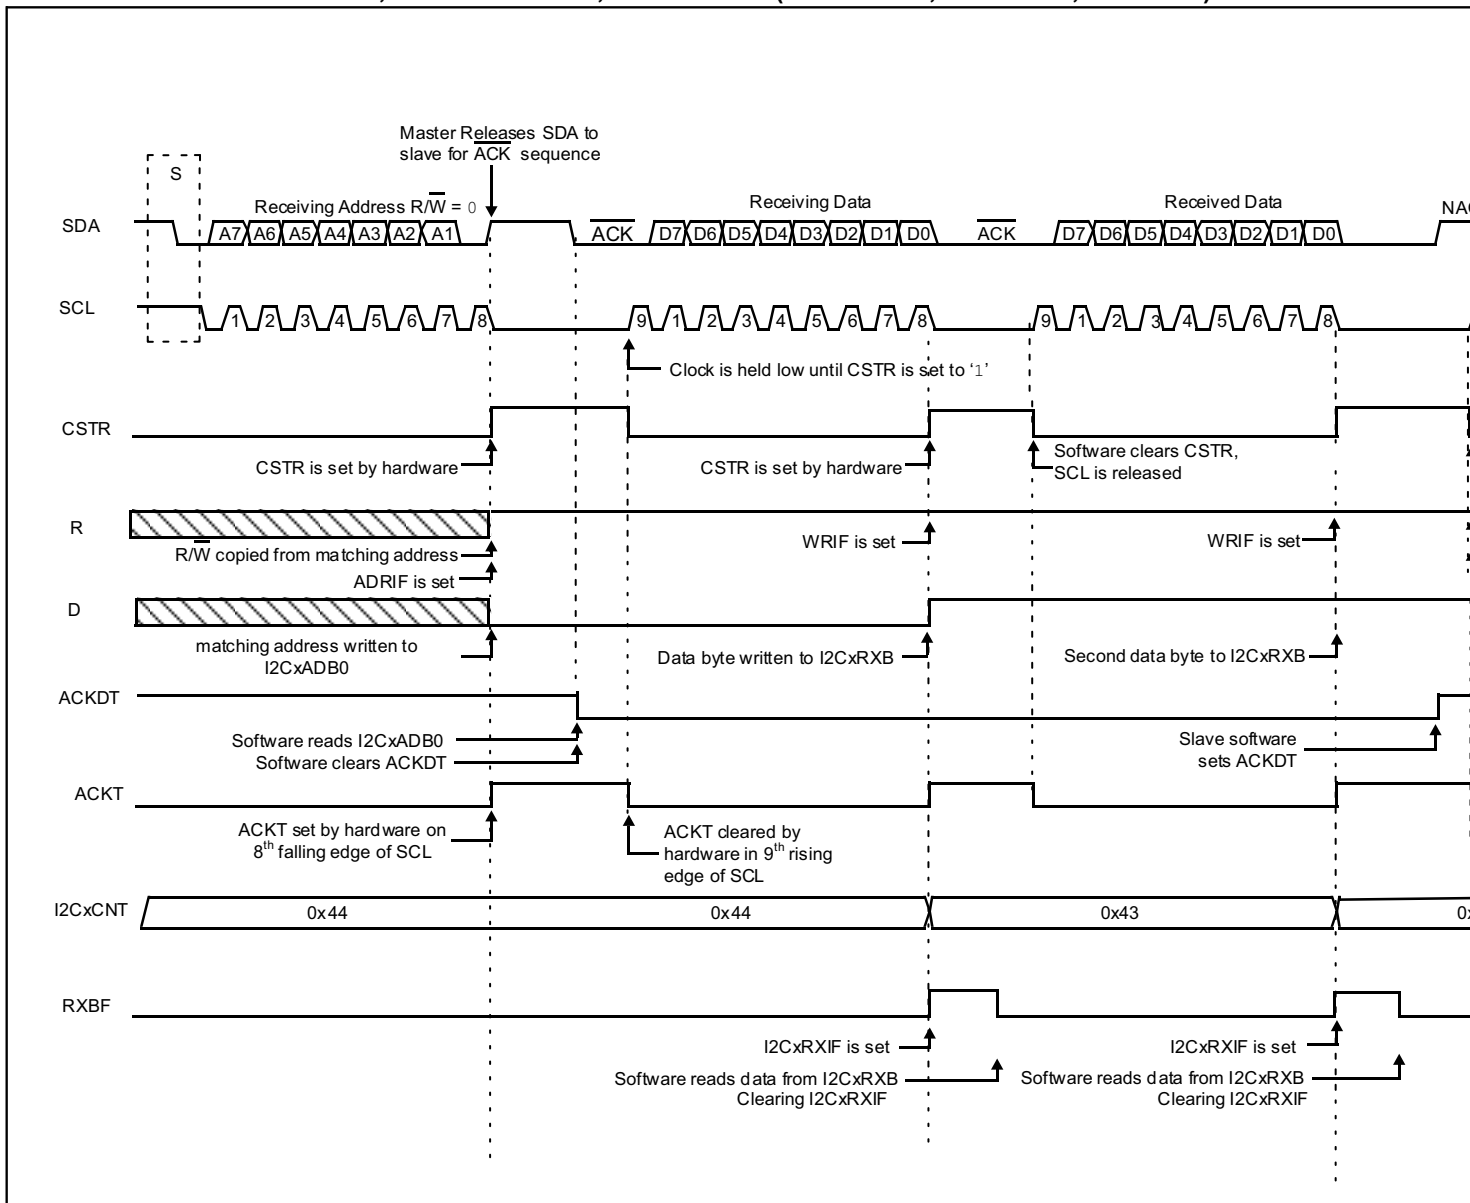 Master Releases SDA to
slave for ACK sequence
S
Receiving Address R/W = 0
Receiving Data
Received Data
SDA
A7 A6 A5 A4 A3 A2 A1
ACK
D7 D6 D5 D4 D3 D2 D1 D0
ACK
D7 D6 D5 D4 D3 D2 D1 D0
SCL
1 2 3 4 5 6 7 8
9 1 2 3 4 5 6 7 8
9 1 2 3 4 5 6 7 8
Clock is held low until CSTR is set to ‘1’
CSTR
CSTR is set by hardware
CSTR is set by hardware
Software clears CSTR,
SCL is released
R
R/W copied from matching address
WRIF is set
WRIF is set
ADRIF is set
D
matching address written to
I2CxADB0
Data byte written to I2CxRXB
Second data byte to I2CxRXB
ACKDT
Software reads I2CxADB0
Software clears ACKDT
Slave software
sets ACKDT
ACKT
ACKT set by hardware on
8th falling edge of SCL
ACKT cleared by
hardware in 9th rising
edge of SCL
I2CxCNT
0x44
0x44
0x43
RXBF
I2CxRXIF is set
I2CxRXIF is set
Software reads data from I2CxRXB
Clearing I2CxRXIF
Software reads data from I2CxRXB
Clearing I2CxRXIF